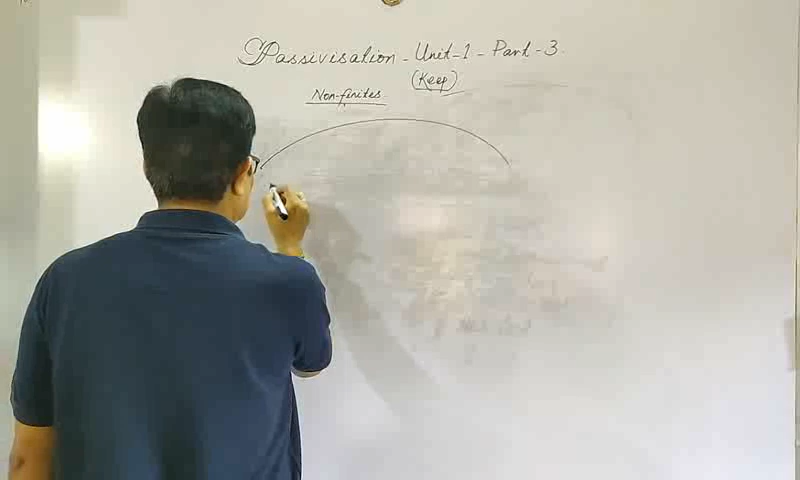 Passivisation - Unit-1 - Part-3.
(Keep)
Non-finites